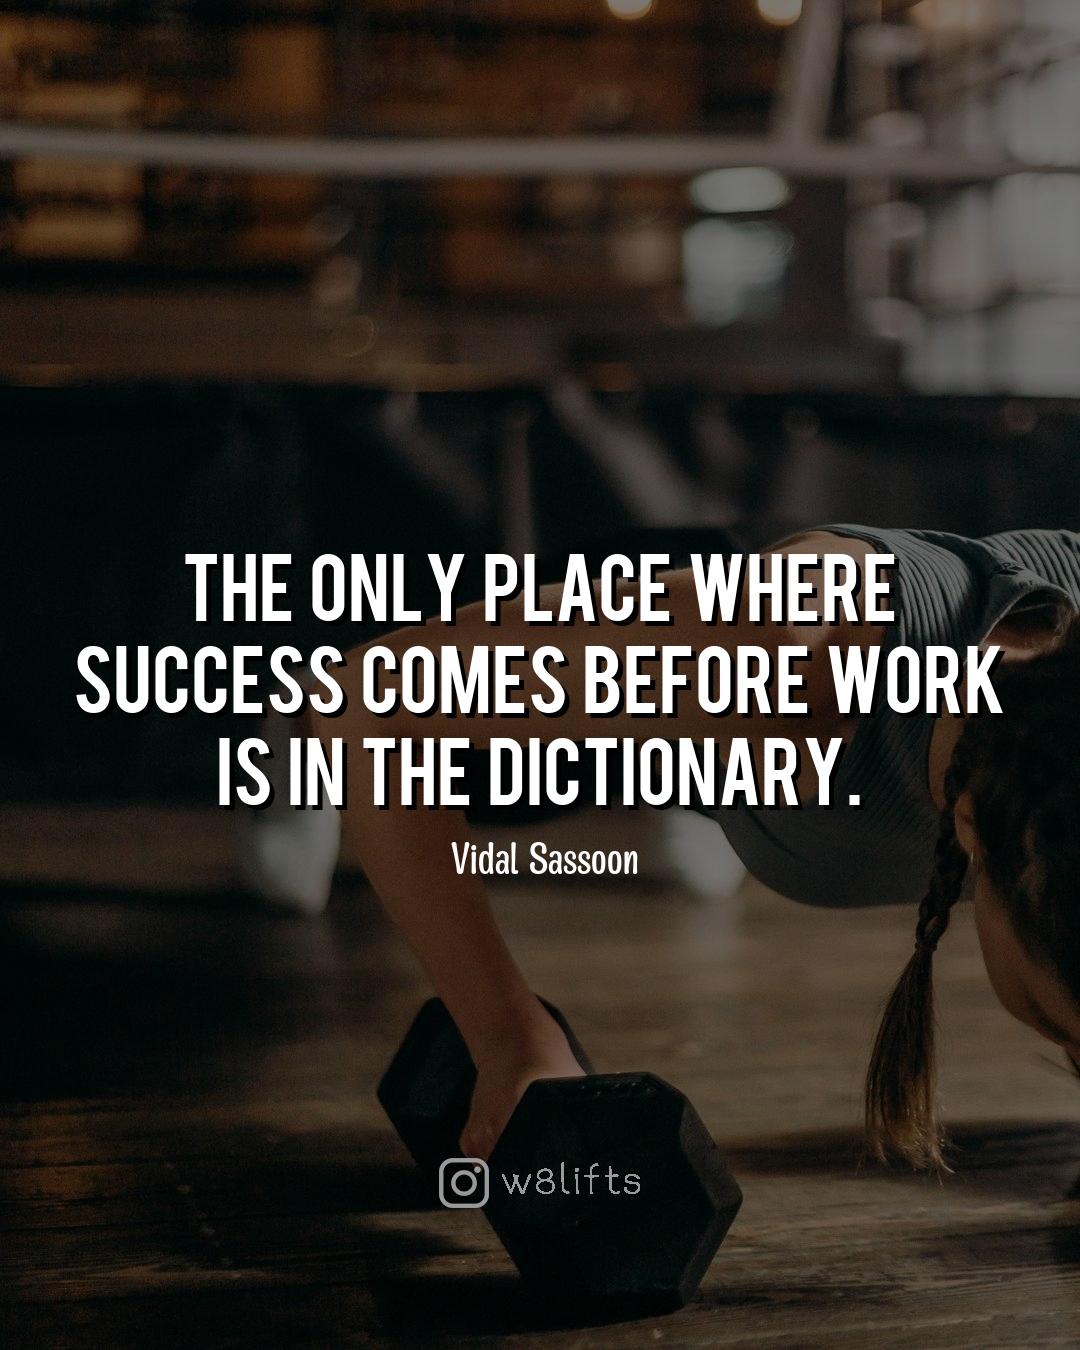 THE ONLY PLACE WHERE
SUCCESS COMES BEFORE WORK
IS IN THE DICTIONARY.
Vidal Sassoon
w8lifts